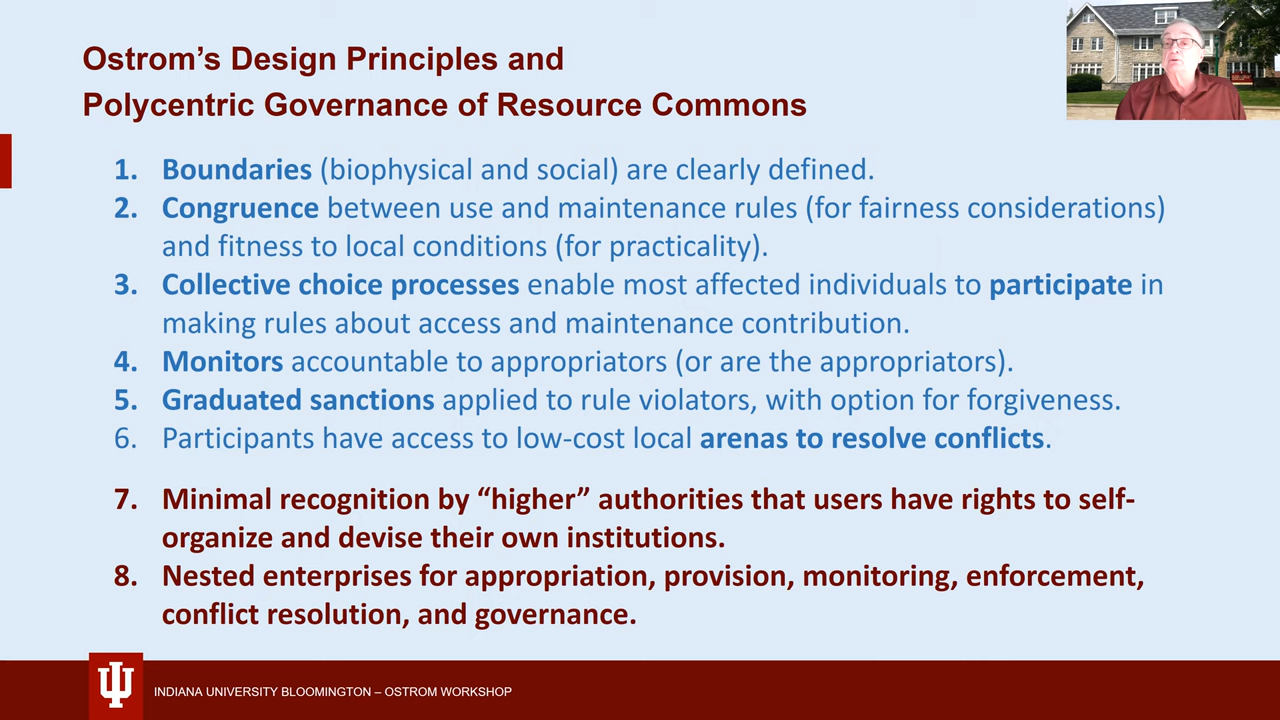 Ostrom’s Design Principles and
Polycentric Governance of Resource Commons
1. Boundaries (biophysical and social) are clearly defined.
2. Congruence between use and maintenance rules (for fairness considerations)
and fitness to local conditions (for practicality).
3. Collective choice processes enable most affected individuals to participate in
making rules about access and maintenance contribution.
4. Monitors accountable to appropriators (or are the appropriators).
5. Graduated sanctions applied to rule violators, with option for forgiveness.
6. Participants have access to low-cost local arenas to resolve conflicts.
7. Minimal recognition by “higher” authorities that users have rights to self-
organize and devise their own institutions.
8. Nested enterprises for appropriation, provision, monitoring, enforcement,
conflict resolution, and governance.
INDIANA UNIVERSITY BLOOMINGTON – OSTROM WORKSHOP